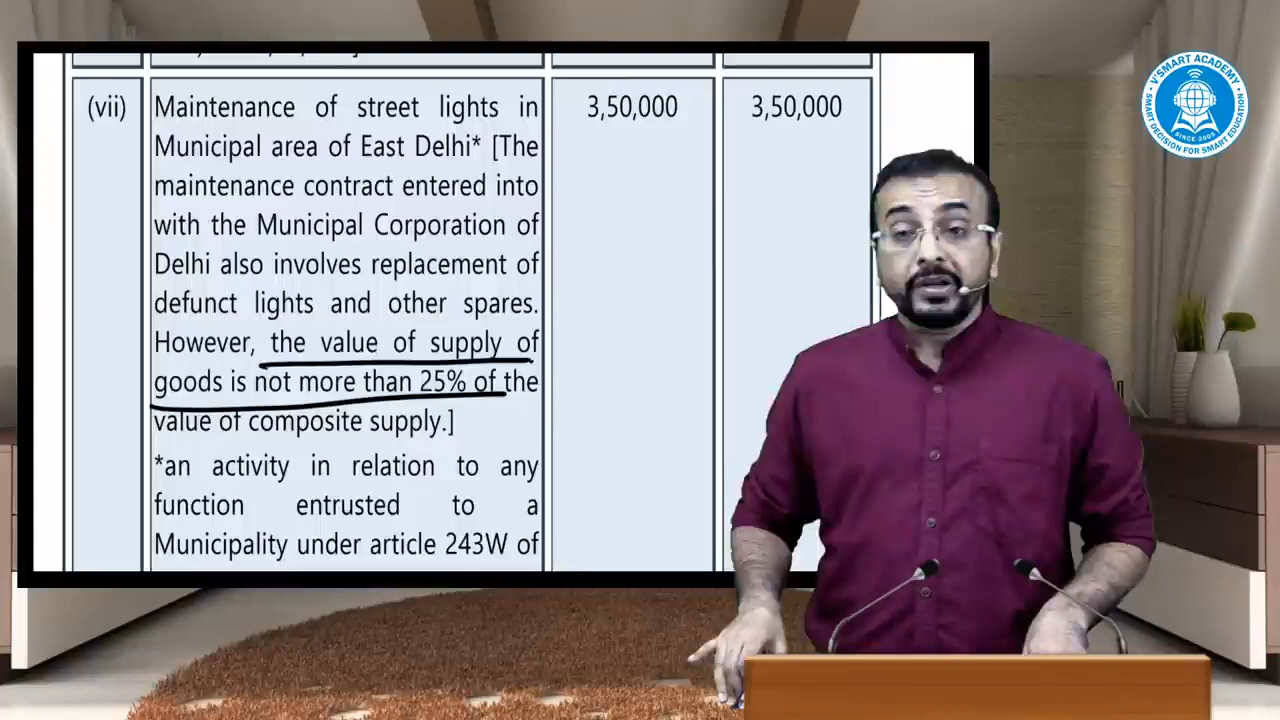 (vii)
Maintenance of street lights in
Municipal area of East Delhi* [The
maintenance contract entered into
with the Municipal Corporation of
Delhi also involves replacement of
defunct lights and other spares.
However, the value of supply of
goods is not more than 25% of the
value of composite supply.]
*an activity in relation to any
function entrusted to a
Municipality under article 243W of
3,50,000
3,50,000
V'SMART ACADEMY
SINCE-2005
SMART DECISION FOR SMART EDUCATION